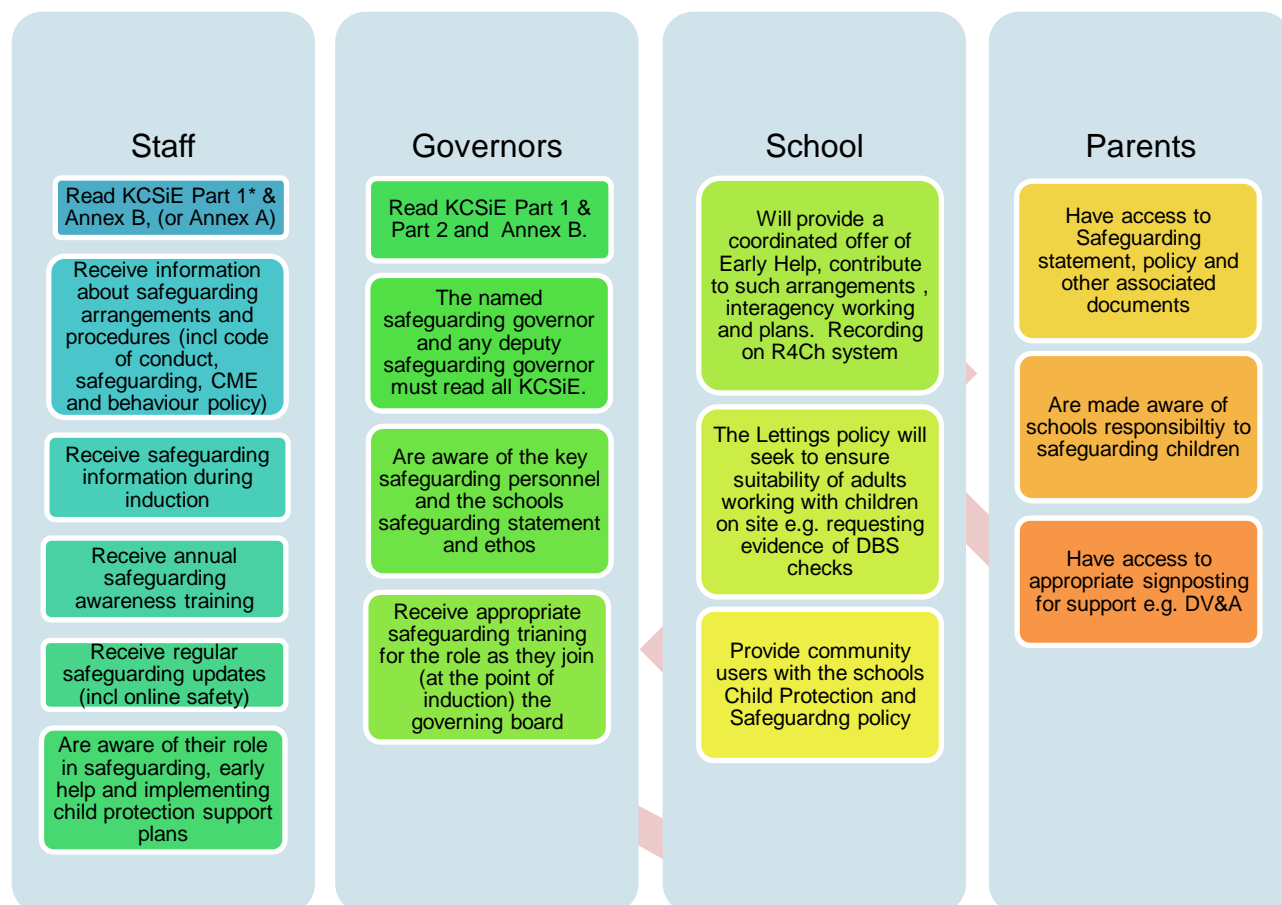 Staff
Read KCSiE Part 1* &
Annex B, (or Annex A)
Receive information
about safeguarding
arrangements and
procedures (incl code
of conduct,
safeguarding, CME
and behaviour policy)
Receive safeguarding
information during
induction
Receive annual
safeguarding
awareness training
Receive regular
safeguarding updates
(incl online safety)
Are aware of their role
in safeguarding, early
help and implementing
child protection support
plans
Governors
Read KCSiE Part 1 &
Part 2 and Annex B.
The named
safeguarding governor
and any deputy
safeguarding governor
must read all KCSiE.
Are aware of the key
safeguarding personnel
and the schools
safeguarding statement
and ethos
Receive appropriate
safeguarding trianing
for the role as they join
(at the point of
induction) the
governing board
School
Will provide a
coordinated offer of
Early Help, contribute
to such arrangements ,
interagency working
and plans. Recording
on R4Ch system
The Lettings policy will
seek to ensure
suitability of adults
working with children
on site e.g. requesting
evidence of DBS
checks
Provide community
users with the schools
Child Protection and
Safeguardng policy
Parents
Have access to
Safeguarding
statement, policy and
other associated
documents
Are made aware of
schools responsibiltiy to
safeguarding children
Have access to
appropriate signposting
for support e.g. DV&A